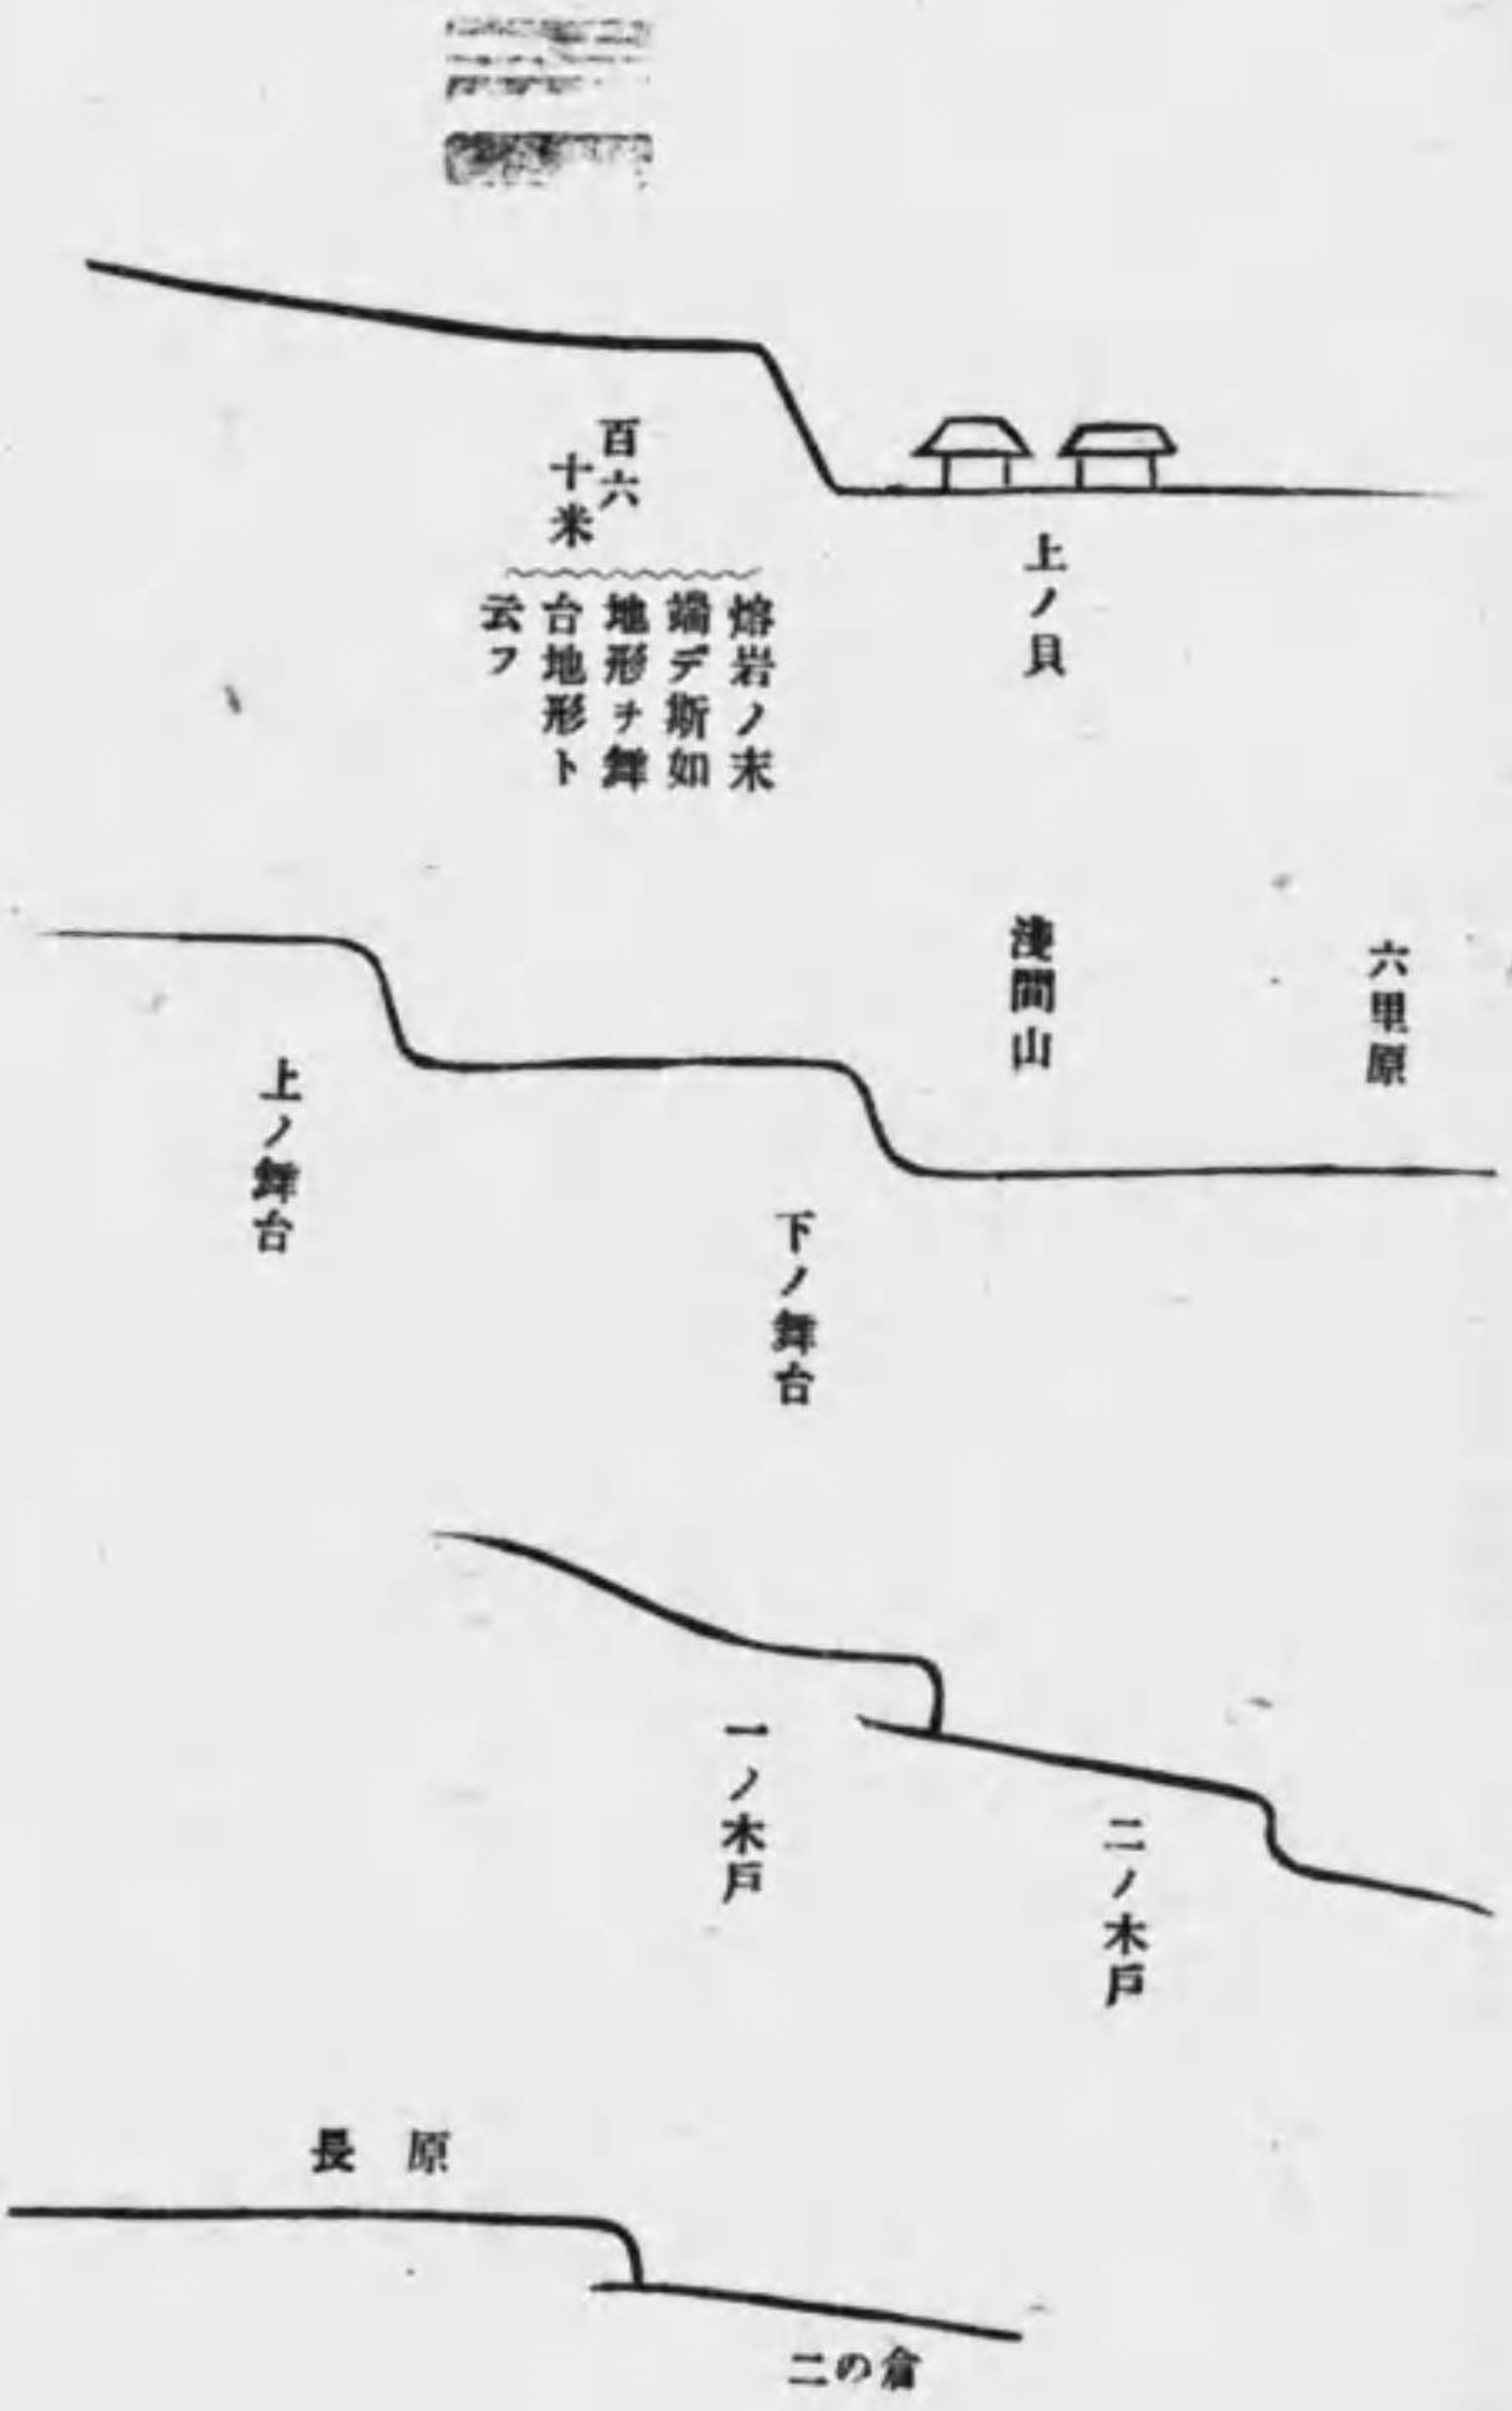 上ノ貝
百六
十米
熔岩ノ末
端デ斯如
地形ヲ舞
台地形ト
云フ
六里原
淺間山
下ノ舞台
上ノ舞台
二ノ木戸
一ノ木戸
長原
二の倉